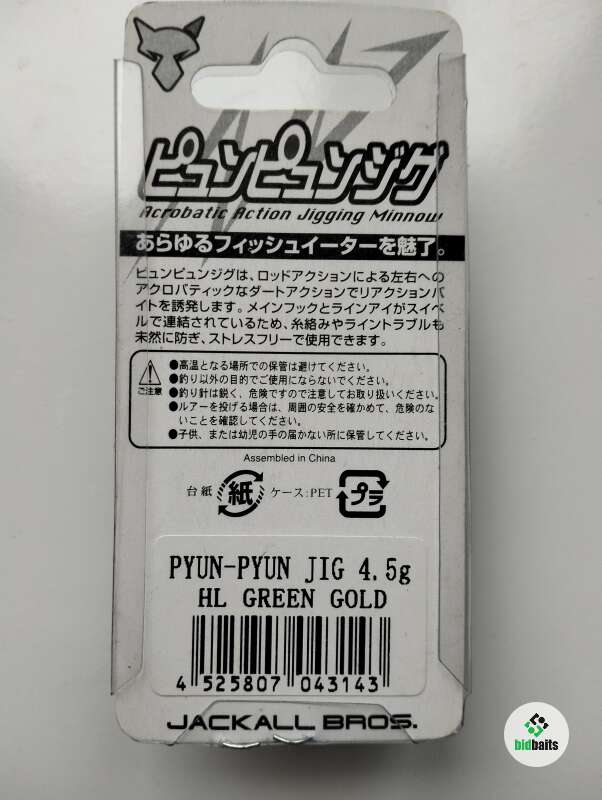 ピュンピュンジグ
Acrobatic Action Jigging Minnow
あらゆるフィッシュイーターを魅了。
ピュンピュンジグは、ロッドアクションによる左右への
アクロバティックなダートアクションでリアクションバ
イトを誘発します。メインフックとラインアイがスイベ
ルで連結されているため、糸絡みやライントラブルも
未然に防ぎ、ストレスフリーで使用できます。
ご注意
●高温となる場所での保管は避けてください。
●釣り以外の目的でご使用にならないでください。
●釣り針は鋭く、危険ですので注意してお取り扱いください。
●ルアーを投げる場合は、周囲の安全を確かめて、危険のな
いことを確認してください。
●子供、または幼児の手の届かない所に保管してください。
Assembled in China
台紙 紙 ケース:PET プラ
PYUN-PYUN JIG 4.5g
HL GREEN GOLD
4 525807 043143
JACKALL BROS.
bidbaits